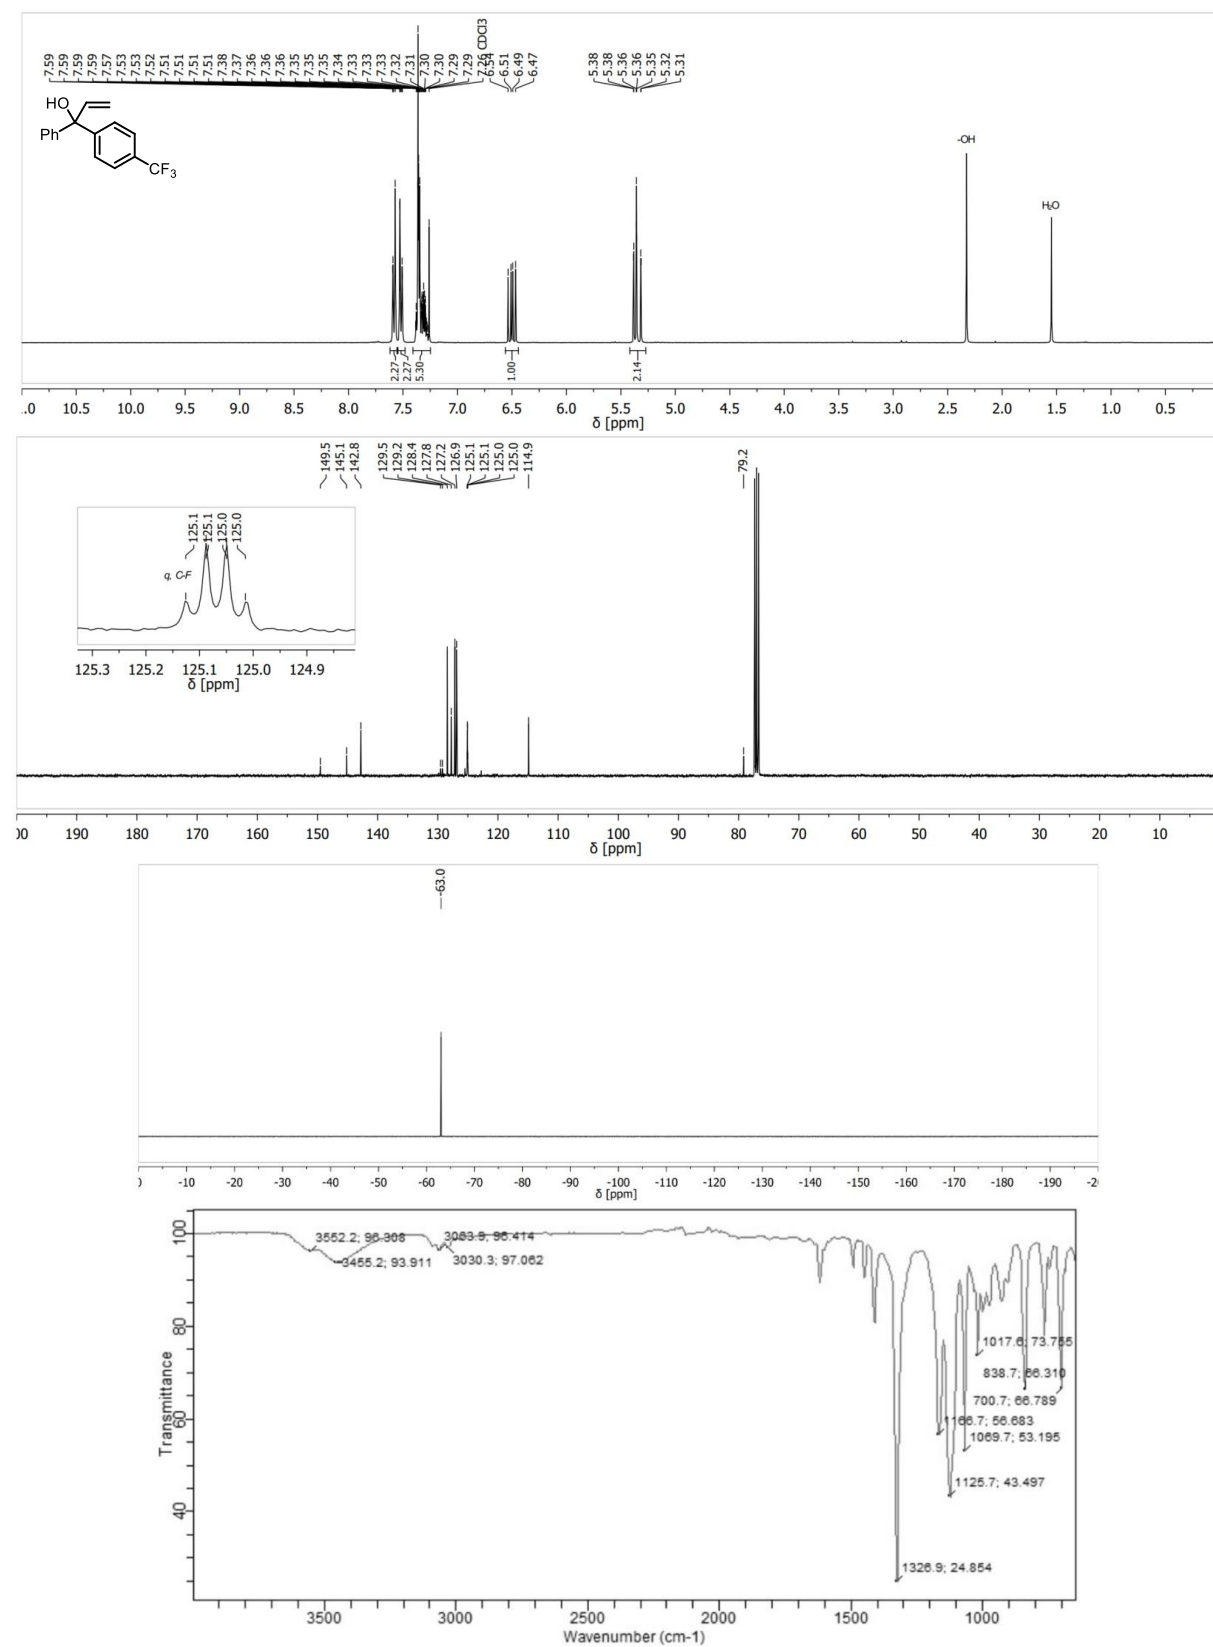 7.59 7.59 7.59 7.59 7.57 7.53 7.53 7.52 7.51 7.51 7.51 7.51 7.38 7.37 7.36 7.36 7.36 7.35 7.35 7.35 7.34 7.33 7.33 7.33 7.32 7.31 7.30 7.30 7.29 7.29 7.26 CDCl3 6.54 6.51 6.49 6.47 5.38 5.38 5.36 5.36 5.35 5.32 5.31
HO
Ph
CF3
-OH
H2O
2.27 2.27 5.30 1.00 2.14
.0 10.5 10.0 9.5 9.0 8.5 8.0 7.5 7.0 6.5 6.0 5.5 5.0 4.5 4.0 3.5 3.0 2.5 2.0 1.5 1.0 0.5
δ [ppm]
149.5 145.1 142.8 129.5 129.2 128.4 127.8 127.2 126.9 125.1 125.1 125.0 125.0 114.9 79.2
125.1 125.1 125.0 125.0
q, C-F
125.3 125.2 125.1 125.0 124.9
δ [ppm]
00 190 180 170 160 150 140 130 120 110 100 90 80 70 60 50 40 30 20 10
δ [ppm]
-63.0
-10 -20 -30 -40 -50 -60 -70 -80 -90 -100 -110 -120 -130 -140 -150 -160 -170 -180 -190 -2
δ [ppm]
100
3552.2; 96.308 3063.9; 96.414
3455.2; 93.911 3030.3; 97.062
80
1017.6; 73.755
838.7; 66.310
700.7; 66.789
60
1166.7; 56.683
1069.7; 53.195
1125.7; 43.497
40
1326.9; 24.854
Transmittance
3500 3000 2000 1500 1000
Wavenumber (cm-1)